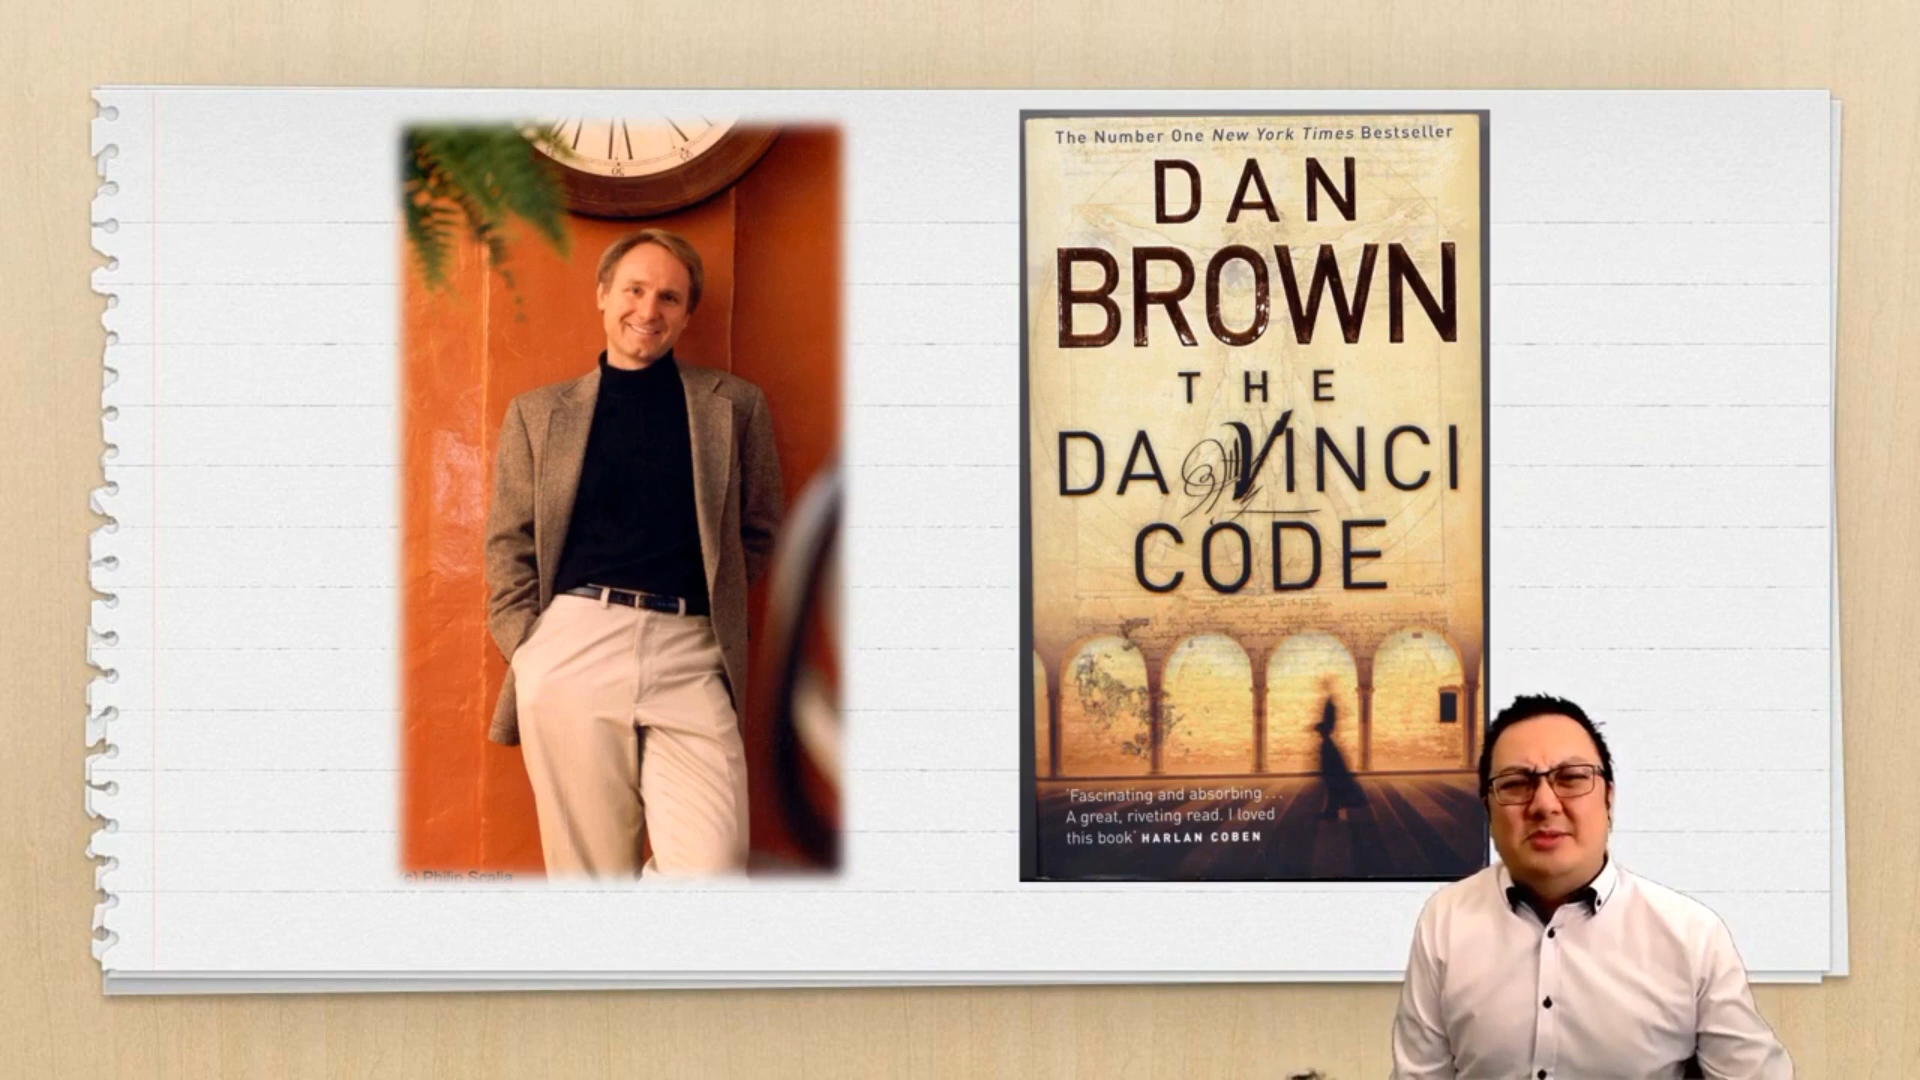 The Number One New York Times Bestseller
DAN
BROWN
THE
DA VINCI
CODE
'Fascinating and absorbing...
A great, riveting read. I loved
this book' HARLAN COBEN
(c) Philip Scalia